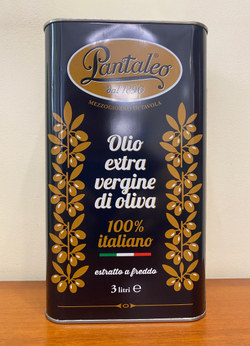 Pantaleo
dal 1890
MEZZOGIORNO IN TAVOLA
Olio
extra
vergine
di oliva
100%
italiano
estratto a freddo
3 litri ℮